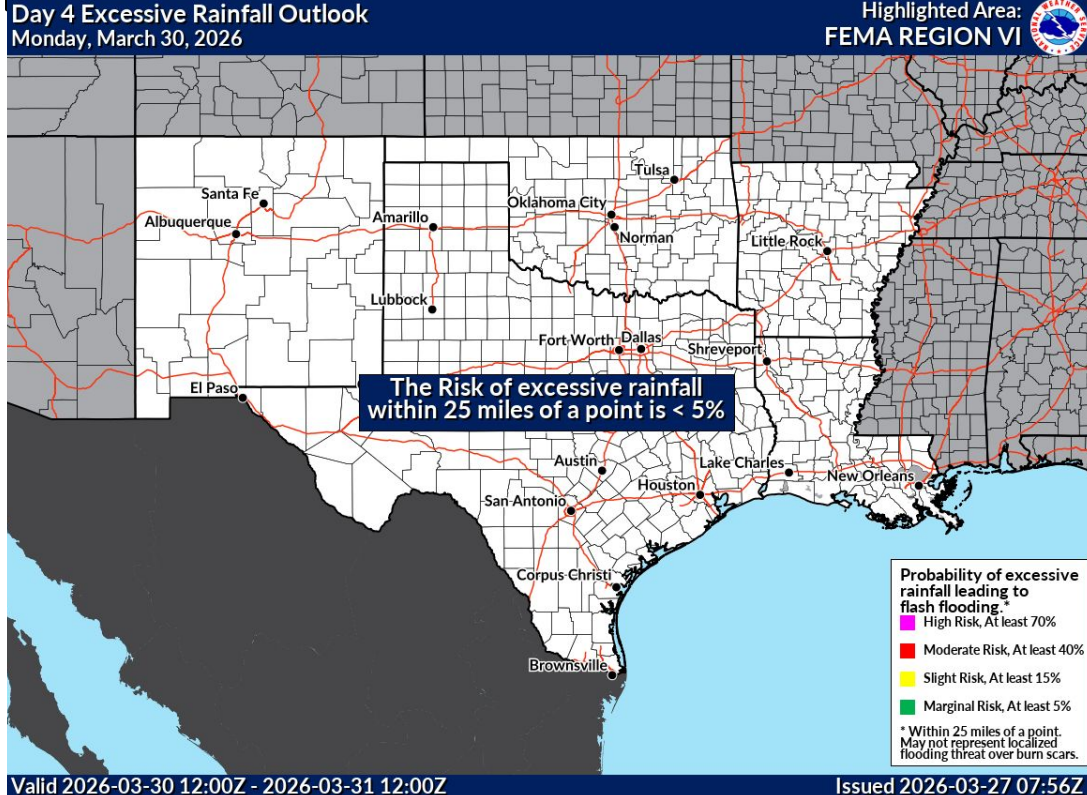 Day 4 Excessive Rainfall Outlook
Monday, March 30, 2026
Highlighted Area:
FEMA REGION VI
NATIONAL WEATHER SERVICE
Santa Fe
Albuquerque
Amarillo
Tulsa
Oklahoma City
Norman
Little Rock
Lubbock
Fort Worth
Dallas
Shreveport
El Paso
The Risk of excessive rainfall
within 25 miles of a point is < 5%
Austin
Lake Charles
Houston
New Orleans
San Antonio
Corpus Christi
Brownsville
Probability of excessive
rainfall leading to
flash flooding.*
High Risk, At least 70%
Moderate Risk, At least 40%
Slight Risk, At least 15%
Marginal Risk, At least 5%
* Within 25 miles of a point.
May not represent localized
flooding threat over burn scars.
Valid 2026-03-30 12:00Z - 2026-03-31 12:00Z
Issued 2026-03-27 07:56Z